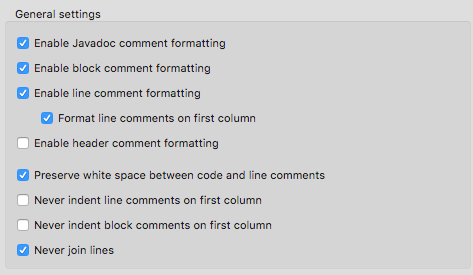 General settings
Enable Javadoc comment formatting
Enable block comment formatting
Enable line comment formatting
Format line comments on first column
Enable header comment formatting
Preserve white space between code and line comments
Never indent line comments on first column
Never indent block comments on first column
Never join lines